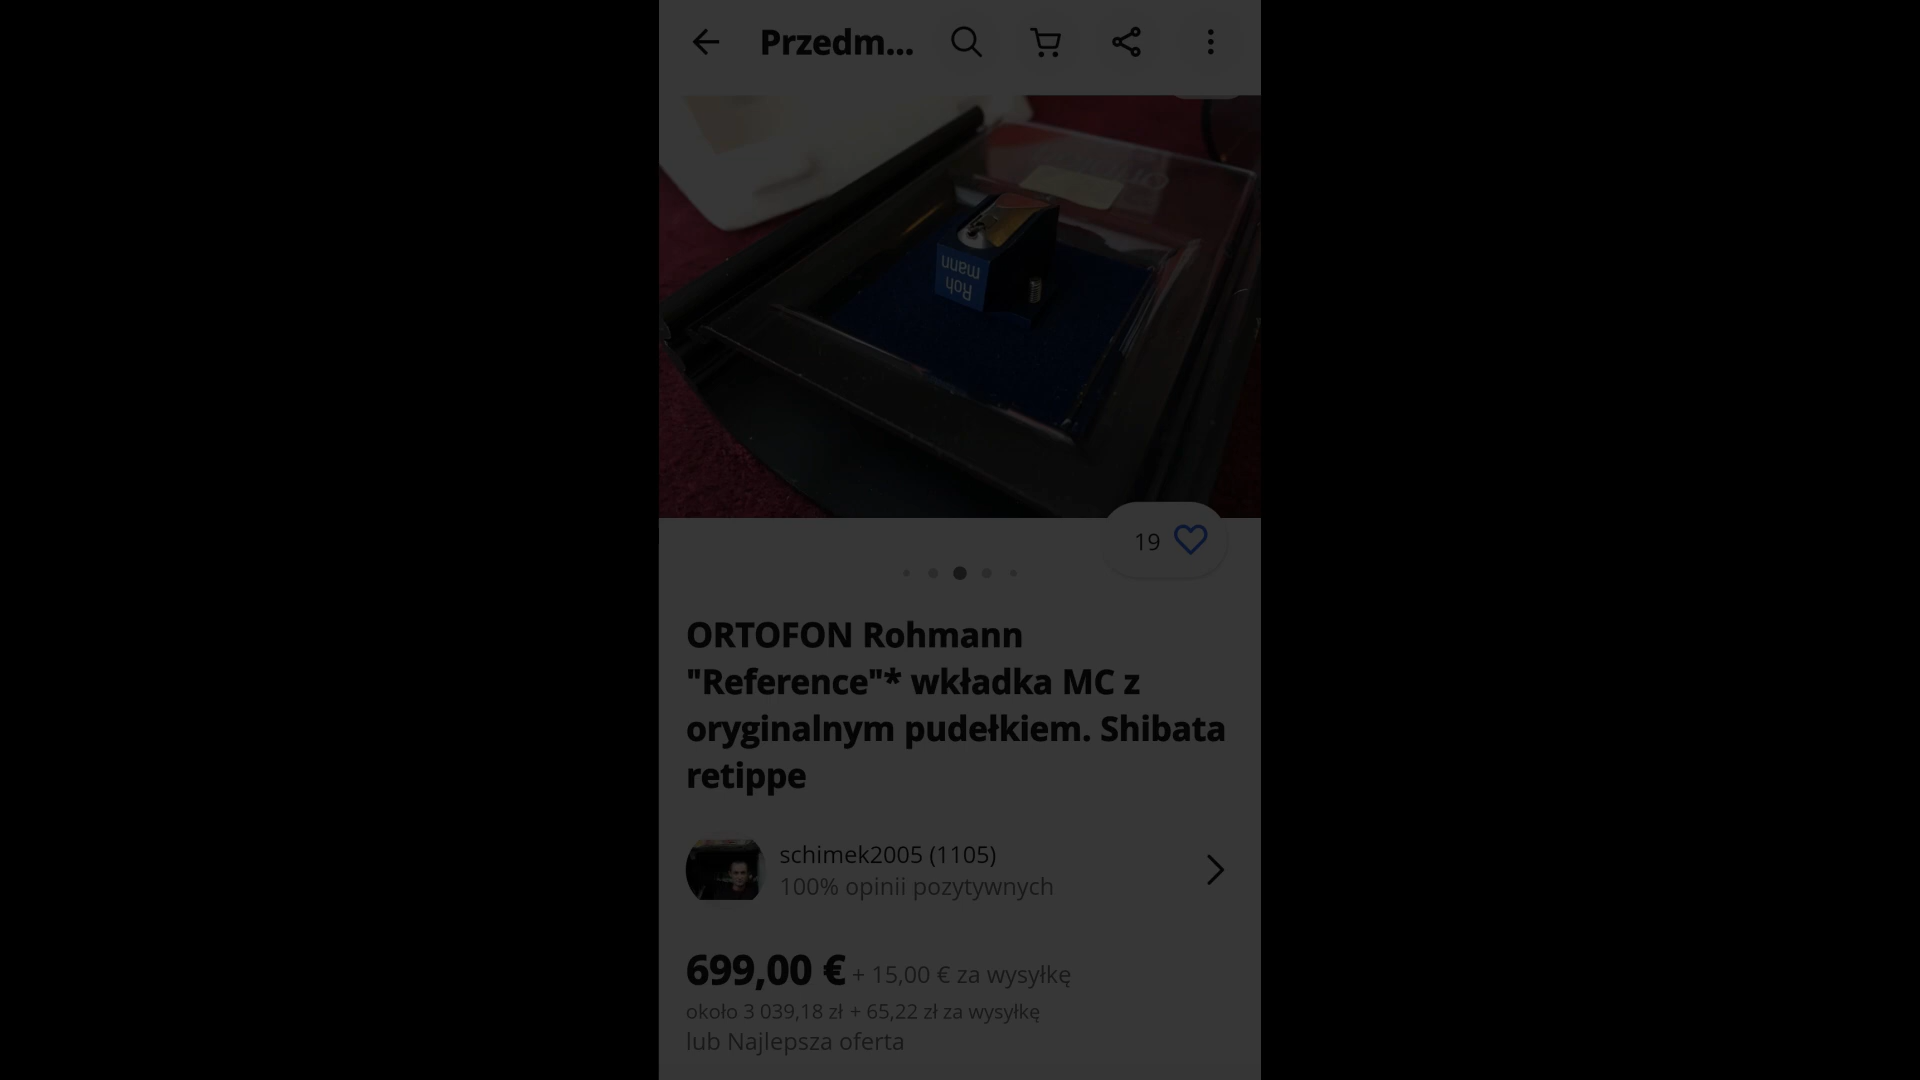 Przedm...
Roh
mann
19
ORTOFON Rohmann
"Reference"* wkładka MC z
oryginalnym pudełkiem. Shibata
retippe
schimek2005 (1105)
100% opinii pozytywnych
699,00 € + 15,00 € za wysyłkę
około 3 039,18 zł + 65,22 zł za wysyłkę
lub Najlepsza oferta